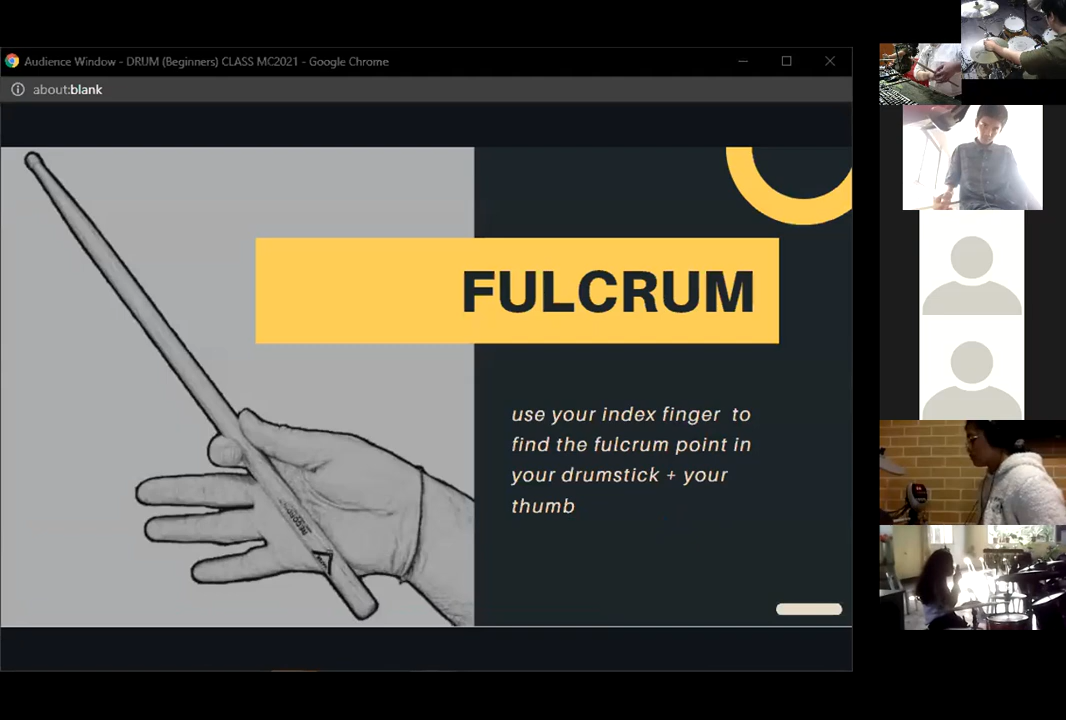 Audience Window - DRUM (Beginners) CLASS MC2021 - Google Chrome
about:blank
FULCRUM
use your index finger to
find the fulcrum point in
your drumstick + your
thumb